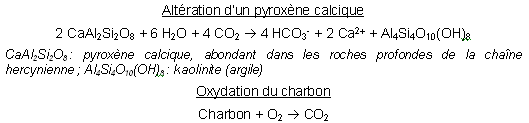 Altération d'un pyroxène calcique
2 CaAl₂Si₂O₈ + 6 H₂O + 4 CO₂ → 4 HCO₃⁻ + 2 Ca²⁺ + Al₄Si₄O₁₀(OH)₈
CaAl₂Si₂O₈ : pyroxène calcique, abondant dans les roches profondes de la chaîne
hercynienne ; Al₄Si₄O₁₀(OH)₈ : kaolinite (argile)
Oxydation du charbon
Charbon + O₂ → CO₂